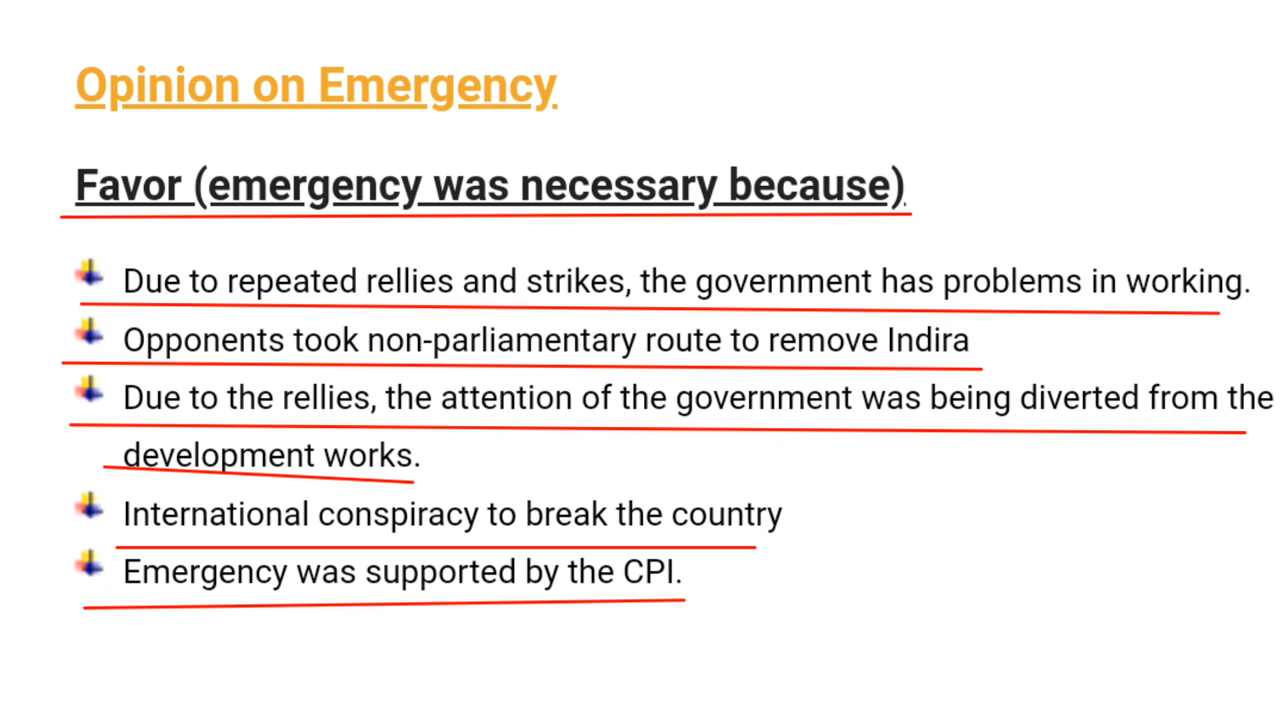 Opinion on Emergency
Favor (emergency was necessary because)
Due to repeated rellies and strikes, the government has problems in working.
Opponents took non-parliamentary route to remove Indira
Due to the rellies, the attention of the government was being diverted from the
development works.
International conspiracy to break the country
Emergency was supported by the CPI.